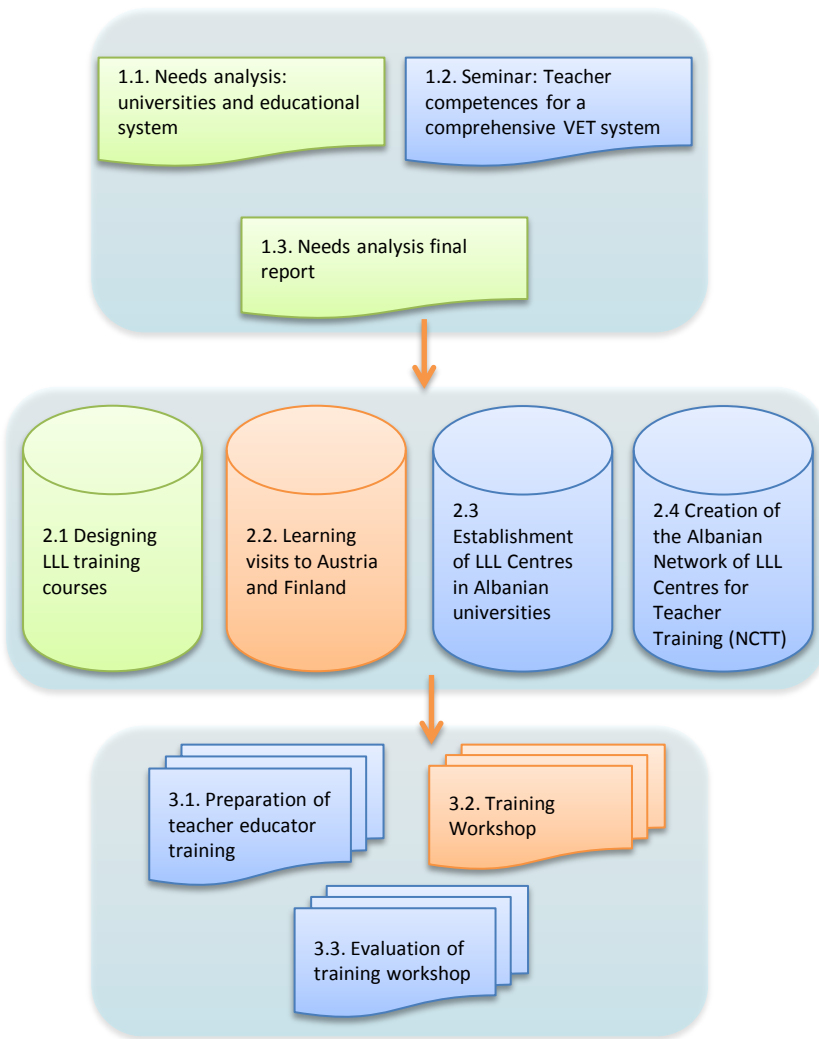 1.1. Needs analysis:
universities and educational
system
1.2. Seminar: Teacher
competences for a
comprehensive VET system
1.3. Needs analysis final
report
2.1 Designing
LLL training
courses
2.2. Learning
visits to Austria
and Finland
2.3
Establishment
of LLL Centres
in Albanian
universities
2.4 Creation of
the Albanian
Network of LLL
Centres for
Teacher
Training (NCTT)
3.1. Preparation of
teacher educator
training
3.2. Training
Workshop
3.3. Evaluation of
training workshop